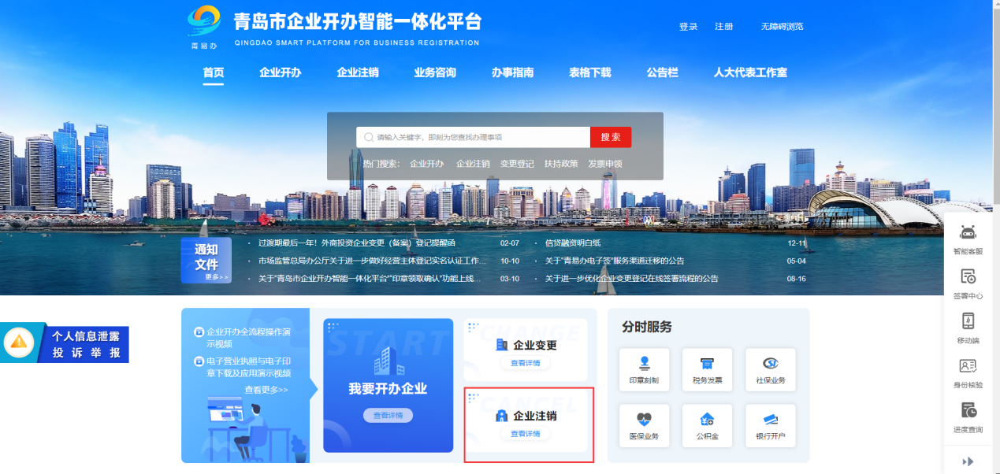 青岛市企业开办智能一体化平台
QINGDAO SMART PLATFORM FOR BUSINESS REGISTRATION
青易办
登录 注册 无障碍浏览
首页 企业开办 企业注销 业务咨询 办事指南 表格下载 公告栏 人大代表工作室
请输入关键字，即刻为您查找办理事项 搜 索
热门搜索： 企业开办 企业注销 变更登记 扶持政策 发票申领
通知
文件
更多>>
· 过渡期最后一年！外商投资企业变更（备案）登记提醒函 02-07
· 市场监管总局办公厅关于进一步做好经营主体登记实名认证工作... 10-10
· 关于“青岛市企业开办智能一体化平台”“印章领取确认”功能上线... 03-10
· 信贷融资明白纸 12-11
· 关于“青易办电子签”服务渠道迁移的公告 05-04
· 关于进一步优化企业变更登记在线签署流程的公告 08-16
智能客服
签署中心
移动端
身份核验
进度查询
个人信息泄露
投 诉 举 报
企业开办全流程操作演
示视频
电子营业执照与电子印
章下载及应用演示视频
查看更多>>
START
我要开办企业
查看详情
CHANGE
企业变更
查看详情
CANCEL
企业注销
查看详情
分时服务
印章刻制 税务发票 社保业务
医保业务 公积金 银行开户